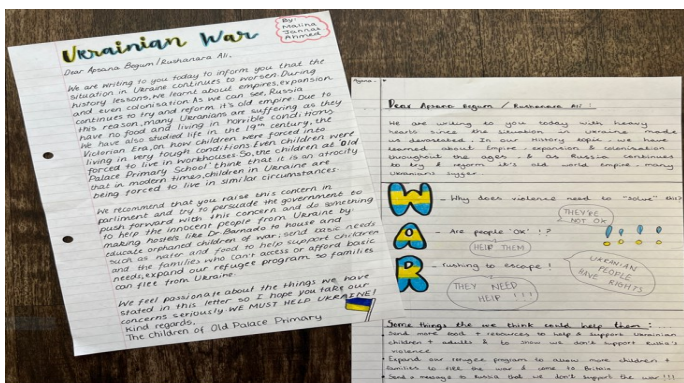 Ukrainian War
By:
Malina
Jannat
Ahmed
Dear Apsana Begum/Rushanara Ali,
We are writing to you today to inform you that the
situation in Ukraine continues to worsen. During
history lessons, we learnt about empires, expansion
and even colonisation. As we can see, Russia
continues to try and reform it's old empire. Due to
this reason, many Ukranians are suffering as they
have no food and living in horrible conditions.
We have also studied life in the 19th century, the
Victorian Era, on how children were forced into
living in very tough conditions. Even children were
forced to live in workhouses. So, the children at Old
Palace Primary School think that it is an atrocity
that in modern times, children in Ukraine are
being forced to live in similar circumstances.
We recommend that you raise this concern in
parliment and try to persuade the government to
push forward with this concern and do something
to help the innocent people from Ukraine by
making hostels like Dr. Barnado to house and
educate orphaned children of war, send basic needs
such as water and food to help support children
and the families who can't access or afford basic
needs, expand our refugee program so families
can flee from Ukraine.
We feel passionate about the things we have
stated in this letter so I hope you take our
concerns seriously. WE MUST HELP UKRAINE!
Kind regards,
The children of Old Palace Primary
Dear Apsana Begum / Rushanara Ali!
We are writing to you today with heavy
hearts since the situation in Ukraine made
us devastated. In our History topic, we have
learned about Empire, expansion & colonisation
throughout the ages, & as Russia continues
to try & reform it's old world empire, many
Ukranians suffer.
WAR
- Why does violence need to "solve" all?
THEY'RE
NOT OK
- Are people 'OK' !?
HELP THEM
- rushing to escape!
UKRANIAN
PEOPLE
HAVE RIGHTS
THEY NEED
HELP !!!
Some things the we think could help them:
- Send more food & resources to help & support Ukrainian
children & adults & to show we don't support Russia's
violence
- Expand our refugee program to allow more children &
families to flee the war & come to Britain
- Send a message to Russia that we don't support the war!!!